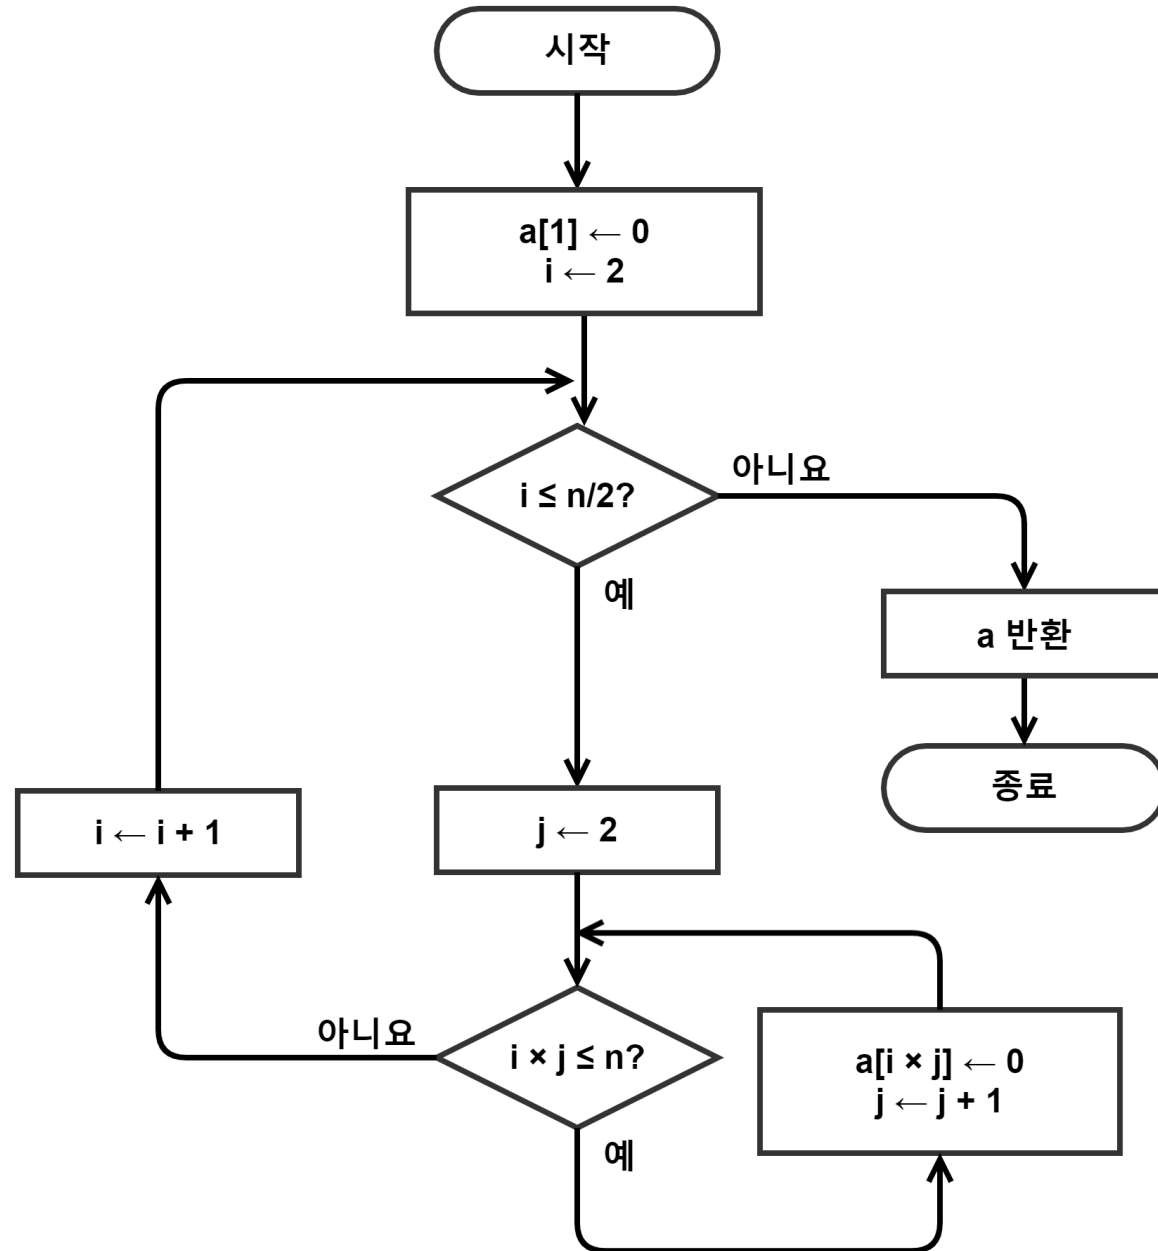 시작
a[1] ← 0
i ← 2
i ≤ n/2?
아니요
예
a 반환
종료
j ← 2
i ← i + 1
i × j ≤ n?
아니요
예
a[i × j] ← 0
j ← j + 1